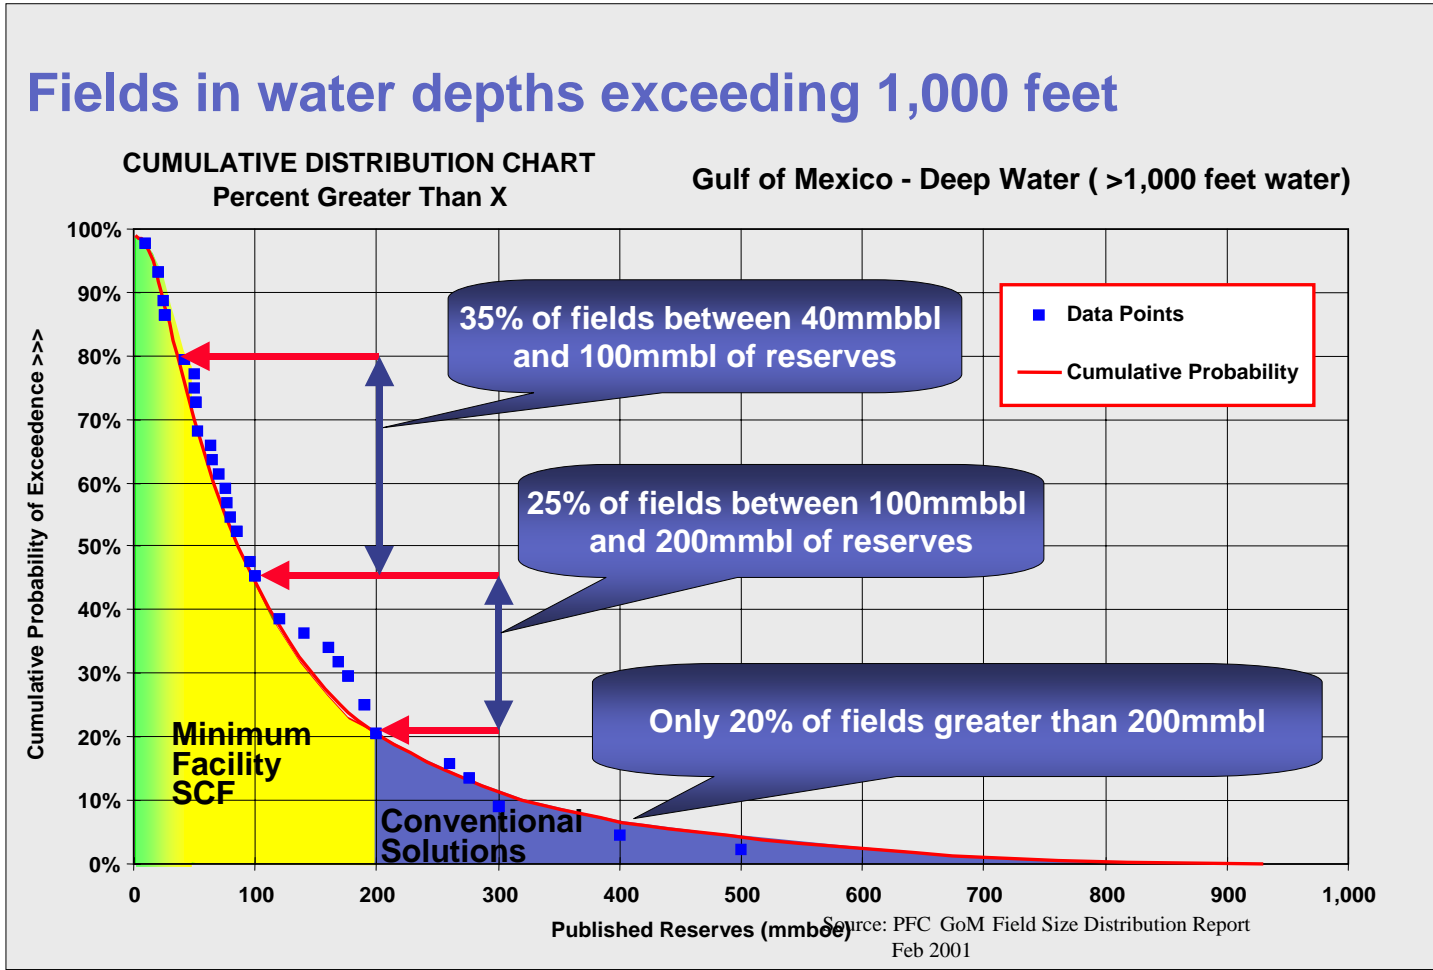 Fields in water depths exceeding 1,000 feet
CUMULATIVE DISTRIBUTION CHART
Percent Greater Than X
Gulf of Mexico - Deep Water ( >1,000 feet water)
Cumulative Probability of Exceedence >>>
100%
90%
80%
70%
60%
50%
40%
30%
20%
10%
0%
35% of fields between 40mmbbl
and 100mmbl of reserves
Data Points
Cumulative Probability
25% of fields between 100mmbbl
and 200mmbl of reserves
Only 20% of fields greater than 200mmbl
Minimum
Facility
SCF
Conventional
Solutions
0
100
200
300
400
500
600
700
800
900
1,000
Published Reserves (mmboe)
Source: PFC GoM Field Size Distribution Report
Feb 2001